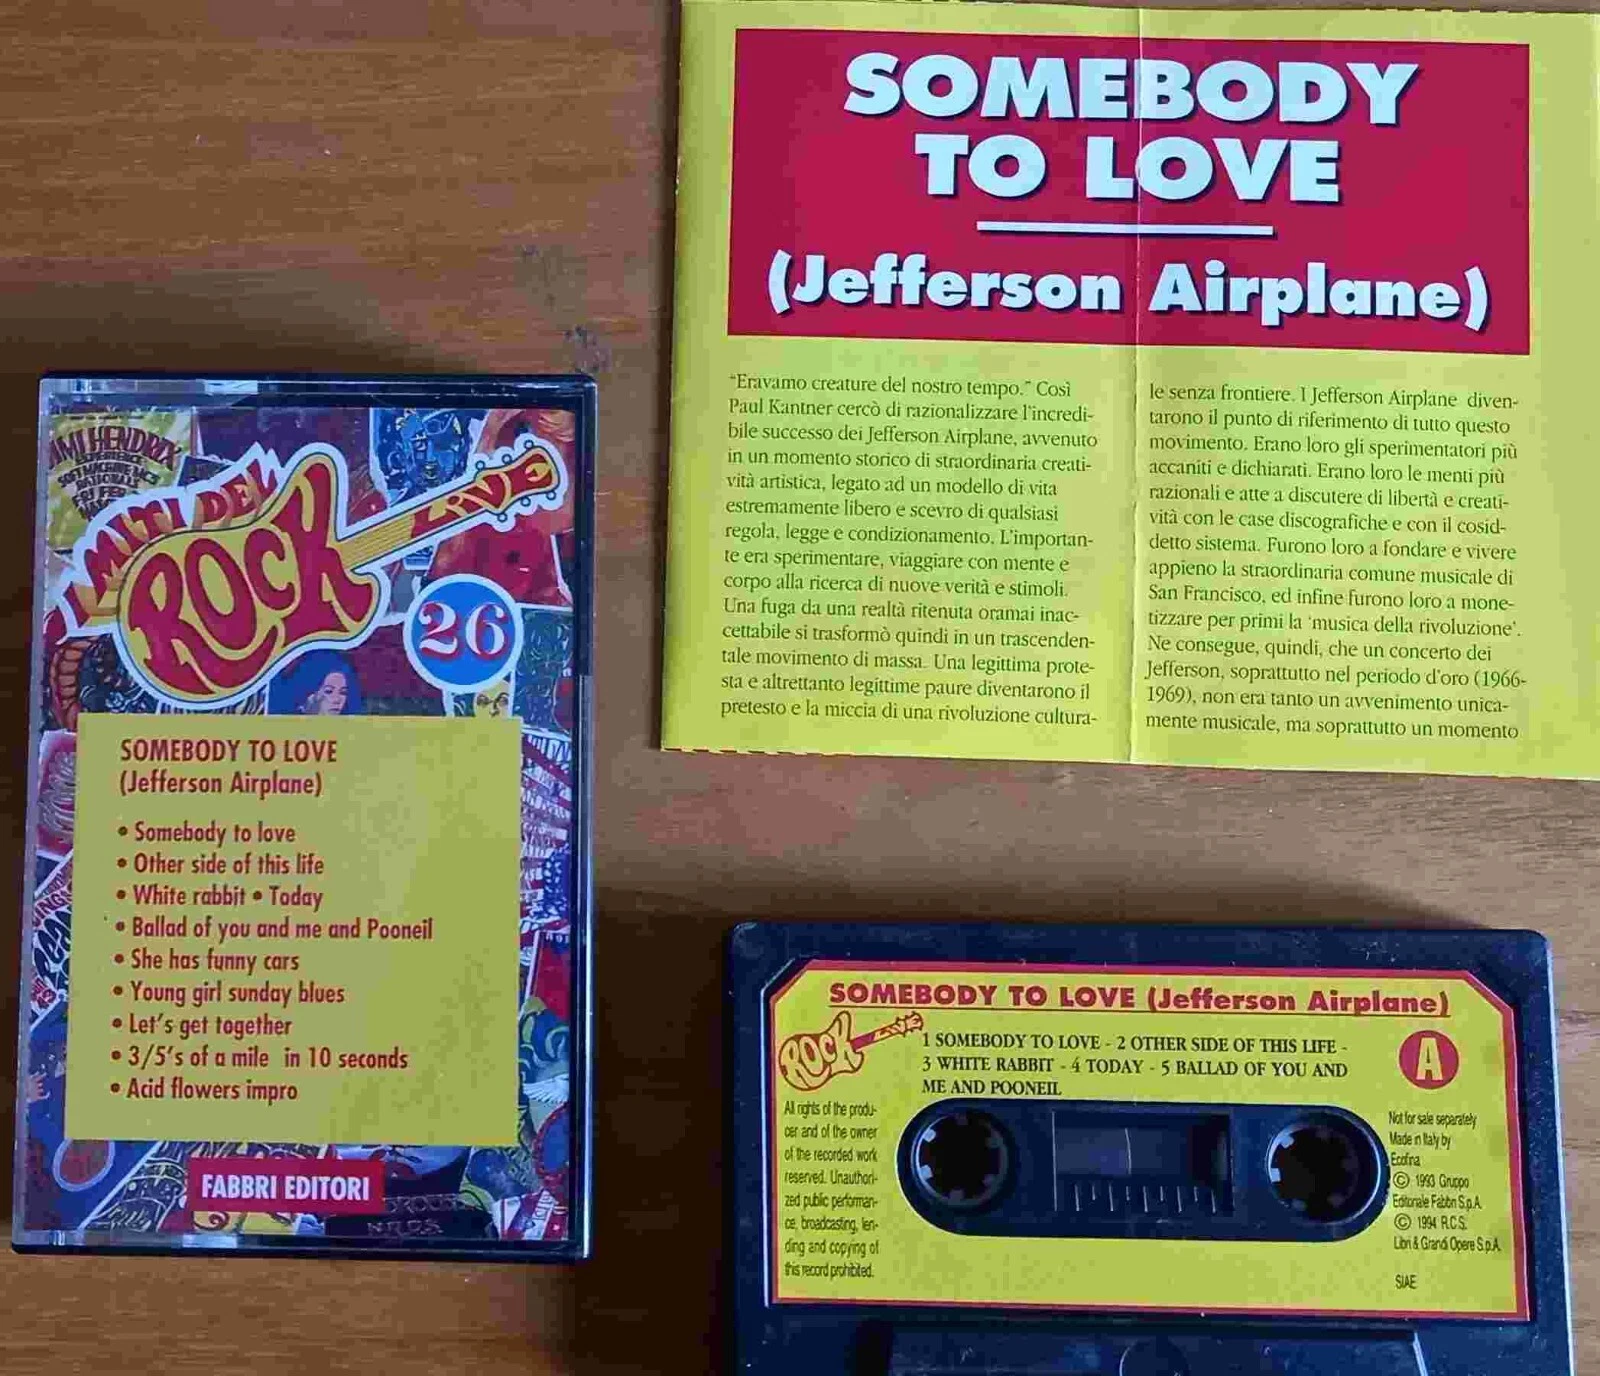 SOMEBODY
TO LOVE
(Jefferson Airplane)
"Eravamo creature del nostro tempo." Così
Paul Kantner cercò di razionalizzare l'incredi-
bile successo dei Jefferson Airplane, avvenuto
in un momento storico di straordinaria creati-
vità artistica, legato ad un modello di vita
estremamente libero e scevro di qualsiasi
regola, legge e condizionamento. L'importan-
te era sperimentare, viaggiare con mente e
corpo alla ricerca di nuove verità e stimoli.
Una fuga da una realtà ritenuta oramai inac-
cettabile si trasformò quindi in un trascenden-
tale movimento di massa. Una legittima prote-
sta e altrettanto legittime paure diventarono il
pretesto e la miccia di una rivoluzione cultura-
le senza frontiere. I Jefferson Airplane diven-
tarono il punto di riferimento di tutto questo
movimento. Erano loro gli sperimentatori più
accaniti e dichiarati. Erano loro le menti più
razionali e atte a discutere di libertà e creati-
vità con le case discografiche e con il cosid-
detto sistema. Furono loro a fondare e vivere
appieno la straordinaria comune musicale di
San Francisco, ed infine furono loro a mone-
tizzare per primi la 'musica della rivoluzione'.
Ne consegue, quindi, che un concerto dei
Jefferson, soprattutto nel periodo d'oro (1966-
1969), non era tanto un avvenimento unica-
mente musicale, ma soprattutto un momento
JIMI HENDRIX
MITI DEL
ROCK
LIVE
26
SOMEBODY TO LOVE
(Jefferson Airplane)
• Somebody to love
• Other side of this life
• White rabbit • Today
• Ballad of you and me and Pooneil
• She has funny cars
• Young girl sunday blues
• Let's get together
• 3/5's of a mile in 10 seconds
• Acid flowers impro
FABBRI EDITORI
SOMEBODY TO LOVE (Jefferson Airplane)
ROCK LIVE
1 SOMEBODY TO LOVE - 2 OTHER SIDE OF THIS LIFE -
3 WHITE RABBIT - 4 TODAY - 5 BALLAD OF YOU AND
ME AND POONEIL
A
All rights of the produ-
cer and of the owner
of the recorded work
reserved. Unauthori-
zed public performan-
ce, broadcasting, len-
ding and copying of
this record prohibited.
Not for sale separately
Made in Italy by
Ecofina
© 1993 Gruppo
Editoriale Fabbri S.p.A.
© 1994 R.C.S.
Libri & Grandi Opere S.p.A.
SIAE